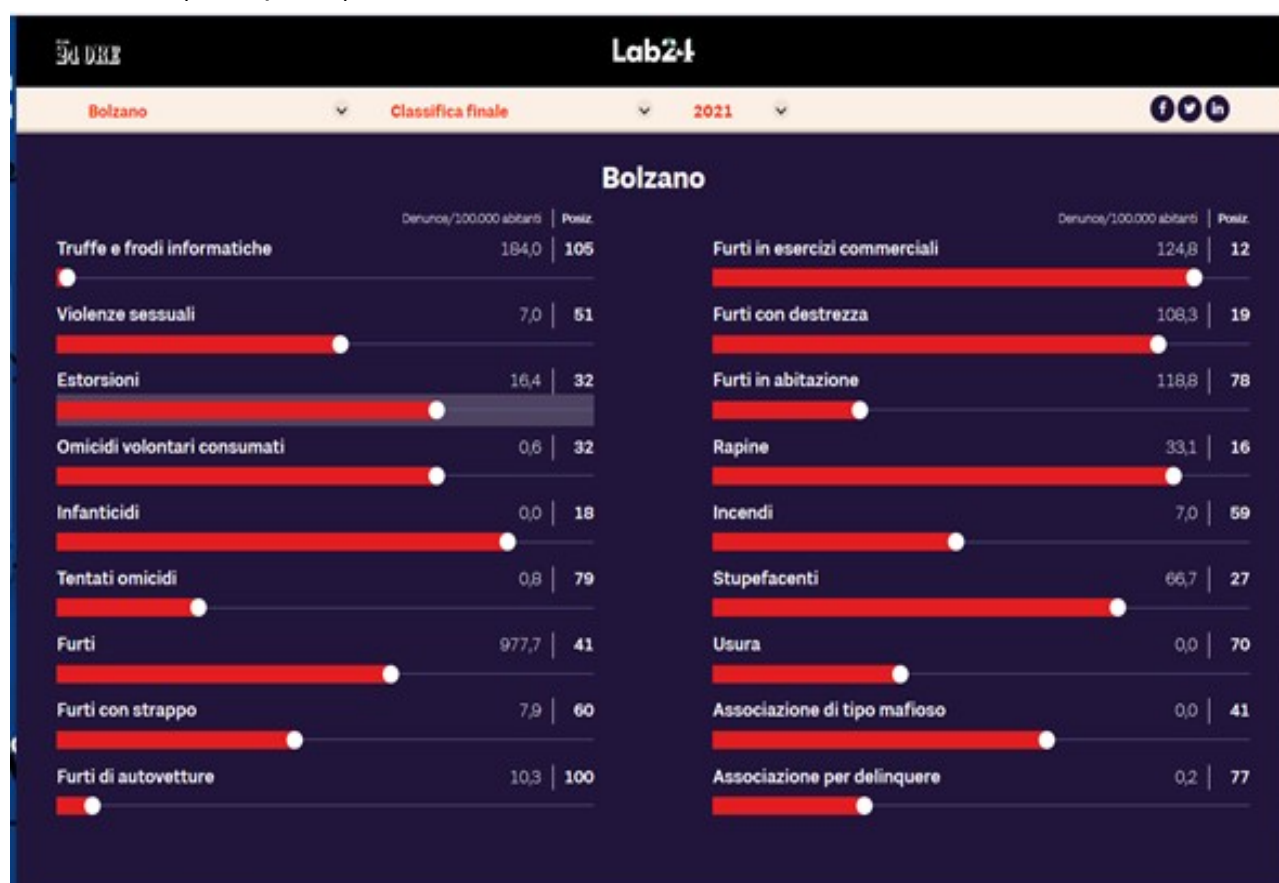 24 ORE
Lab24
Bolzano Classifica finale 2021
Bolzano
Denunce/100.000 abitanti Posiz.
Truffe e frodi informatiche 184,0 105
Violenze sessuali 7,0 51
Estorsioni 16,4 32
Omicidi volontari consumati 0,6 32
Infanticidi 0,0 18
Tentati omicidi 0,8 79
Furti 977,7 41
Furti con strappo 7,9 60
Furti di autovetture 10,3 100
Denunce/100.000 abitanti Posiz.
Furti in esercizi commerciali 124,8 12
Furti con destrezza 108,3 19
Furti in abitazione 118,8 78
Rapine 33,1 16
Incendi 7,0 59
Stupefacenti 66,7 27
Usura 0,0 70
Associazione di tipo mafioso 0,0 41
Associazione per delinquere 0,2 77